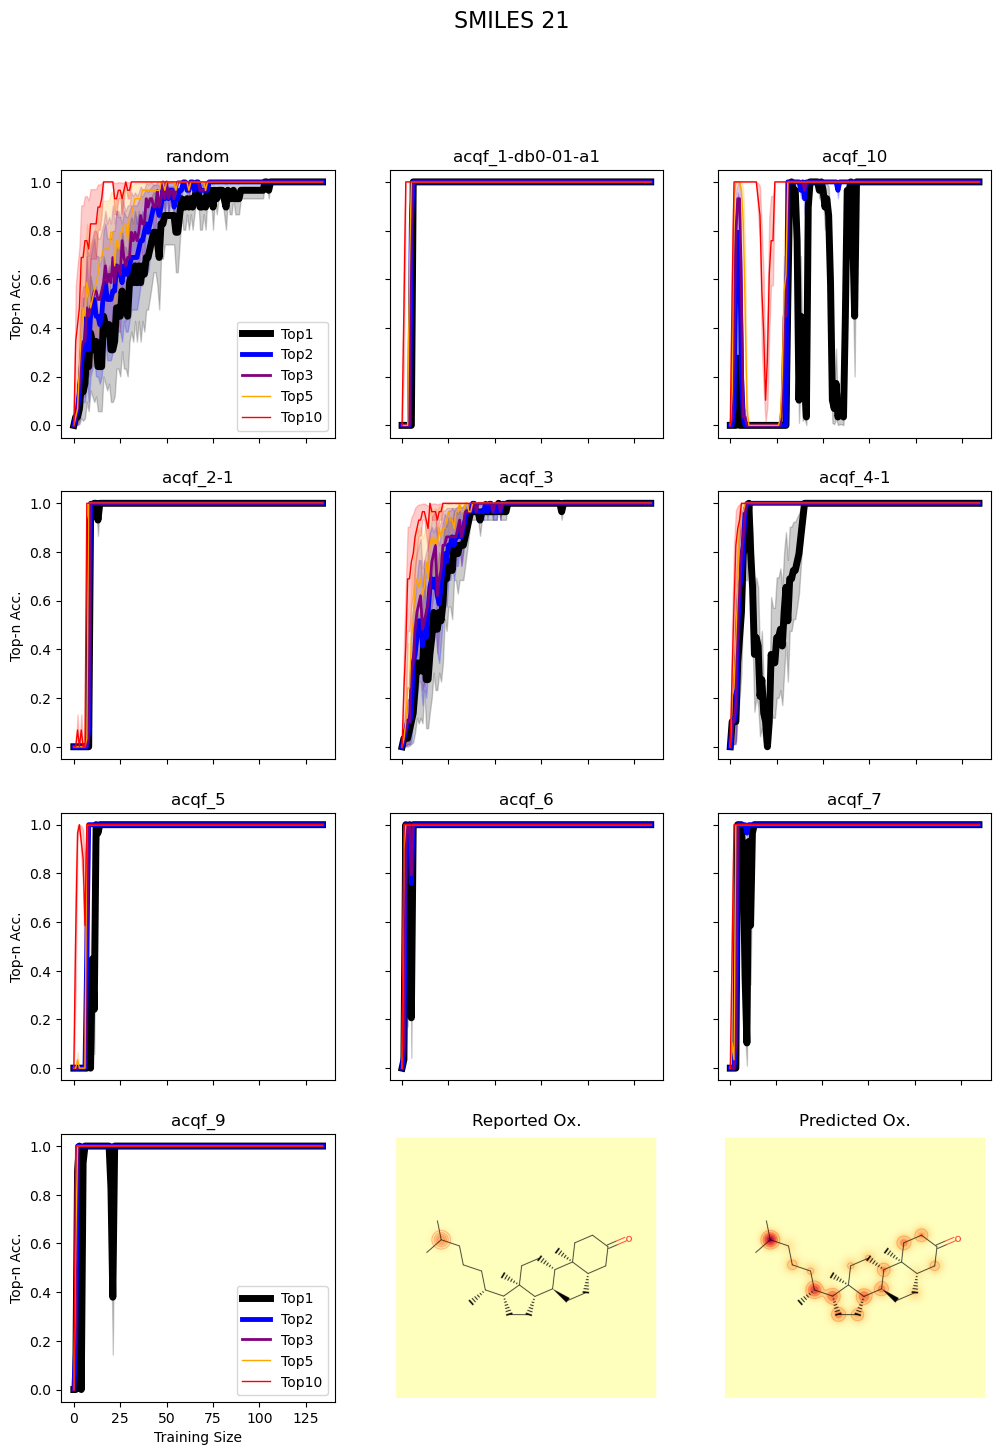 SMILES 21
random
acqf_1-db0-01-a1
acqf_10
Top-n Acc.
1.0
0.8
0.6
0.4
0.2
0.0
Top1
Top2
Top3
Top5
Top10
acqf_2-1
acqf_3
acqf_4-1
Top-n Acc.
1.0
0.8
0.6
0.4
0.2
0.0
acqf_5
acqf_6
acqf_7
Top-n Acc.
1.0
0.8
0.6
0.4
0.2
0.0
acqf_9
Reported Ox.
Predicted Ox.
Top-n Acc.
1.0
0.8
0.6
0.4
0.2
0.0
Top1
Top2
Top3
Top5
Top10
0 25 50 75 100 125
Training Size
O
O